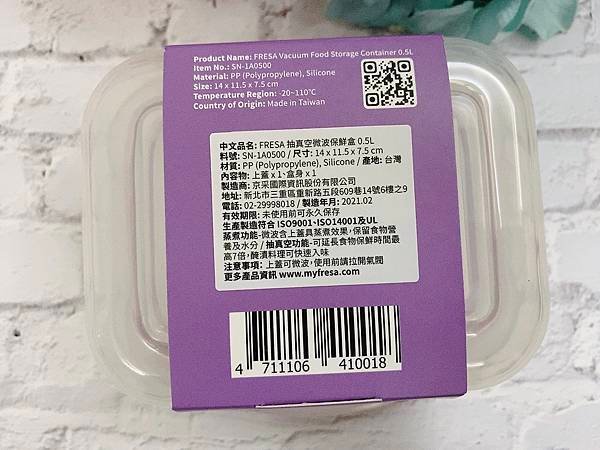 Product Name: FRESA Vacuum Food Storage Container 0.5L
Item No.: SN-1A0500
Material: PP (Polypropylene), Silicone
Size: 14 x 11.5 x 7.5 cm
Temperature Region: -20~110℃
Country of Origin: Made in Taiwan
中文品名: FRESA 抽真空微波保鮮盒 0.5L
料號: SN-1A0500 / 尺寸: 14 x 11.5 x 7.5 cm
材質: PP (Polypropylene), Silicone / 產地: 台灣
內容物: 上蓋 x 1、盒身 x 1
製造商: 京采國際資訊股份有限公司
地址: 新北市三重區重新路五段609巷14號6樓之9
電話: 02-29998018 / 製造年月: 2021.02
有效期限: 未使用前可永久保存
生產製造符合 ISO9001、ISO14001及UL
蒸煮功能-微波含上蓋具蒸煮效果，保留食物營
養及水分 / 抽真空功能-可延長食物保鮮時間最
高7倍，醃漬料理可快速入味
注意事項: 上蓋可微波，使用前請拉開氣閥
更多產品資訊 www.myfresa.com
4 711106 410018